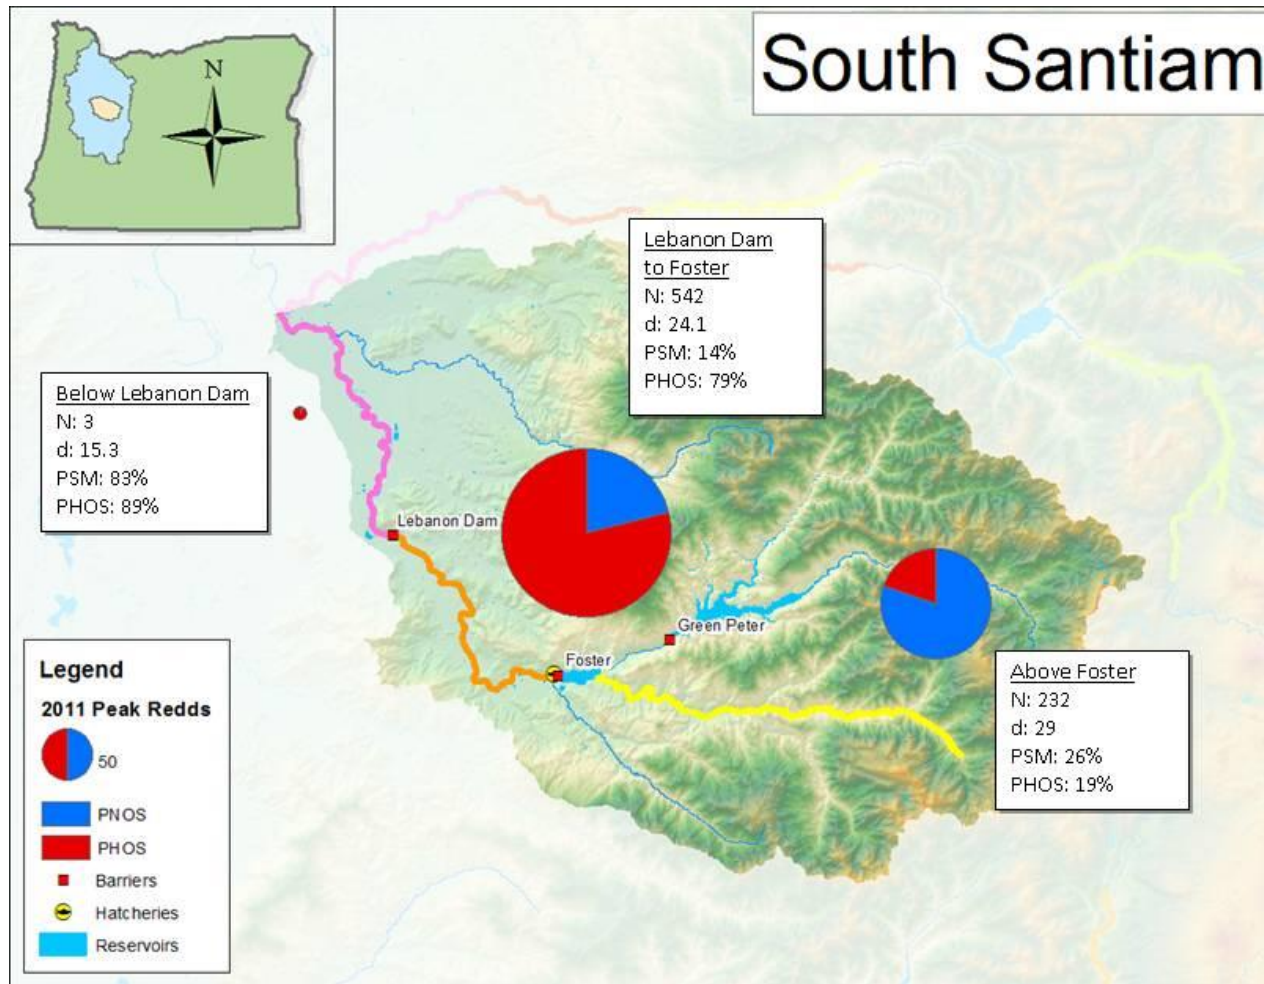 South Santiam
N
Lebanon Dam
to Foster
N: 542
d: 24.1
PSM: 14%
PHOS: 79%
Below Lebanon Dam
N: 3
d: 15.3
PSM: 83%
PHOS: 89%
Lebanon Dam
Green Peter
Foster
Above Foster
N: 232
d: 29
PSM: 26%
PHOS: 19%
Legend
2011 Peak Redds
50
PNOS
PHOS
Barriers
Hatcheries
Reservoirs